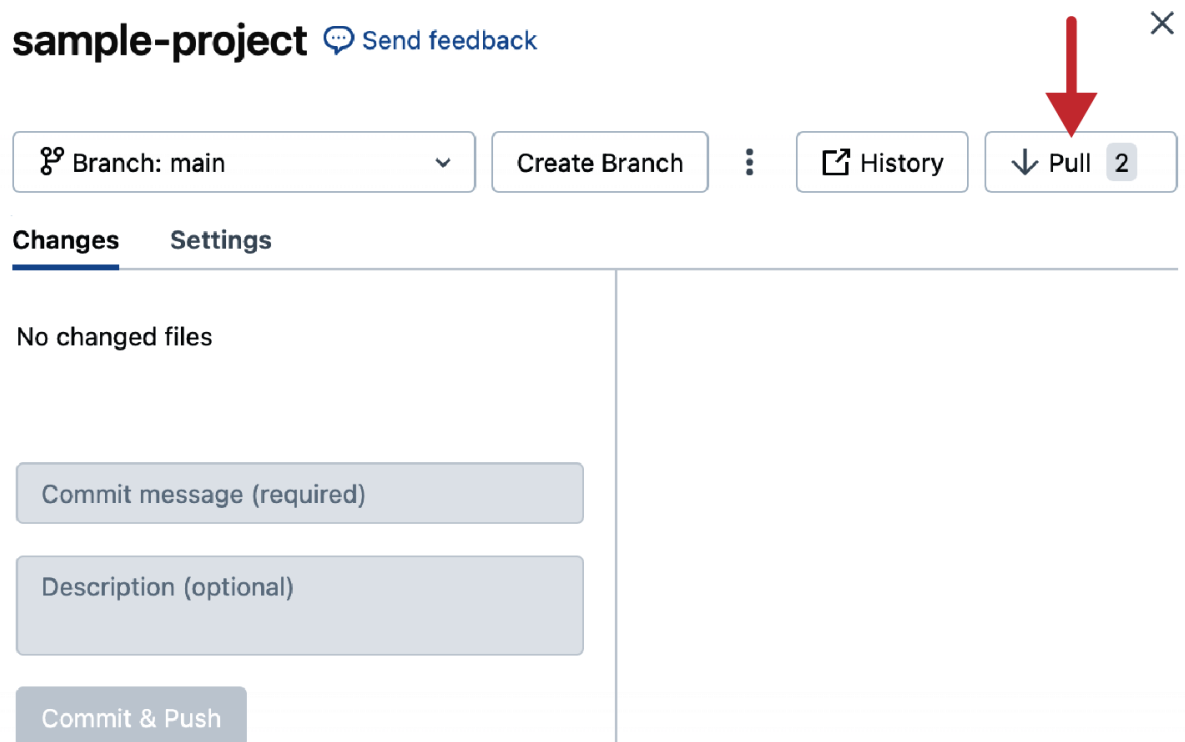 sample-project Send feedback
Branch: main Create Branch History Pull 2
Changes Settings
No changed files
Commit message (required)
Description (optional)
Commit & Push